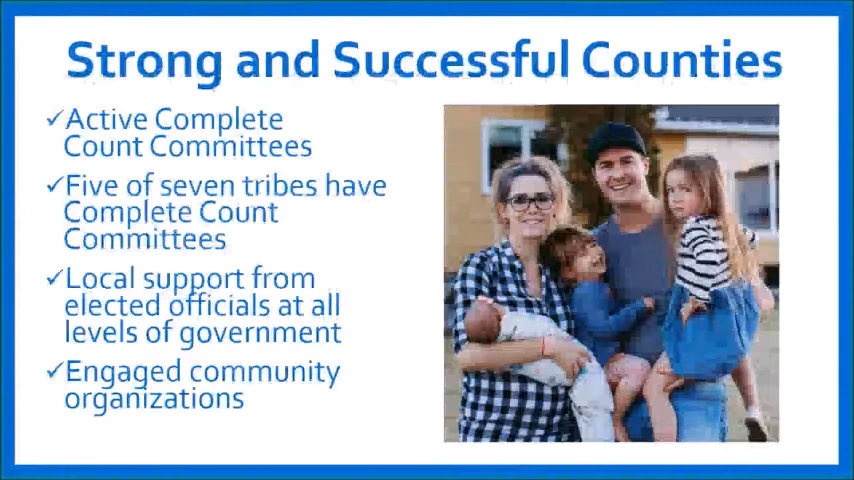 Strong and Successful Counties
✓Active Complete
Count Committees
✓Five of seven tribes have
Complete Count
Committees
✓Local support from
elected officials at all
levels of government
✓Engaged community
organizations